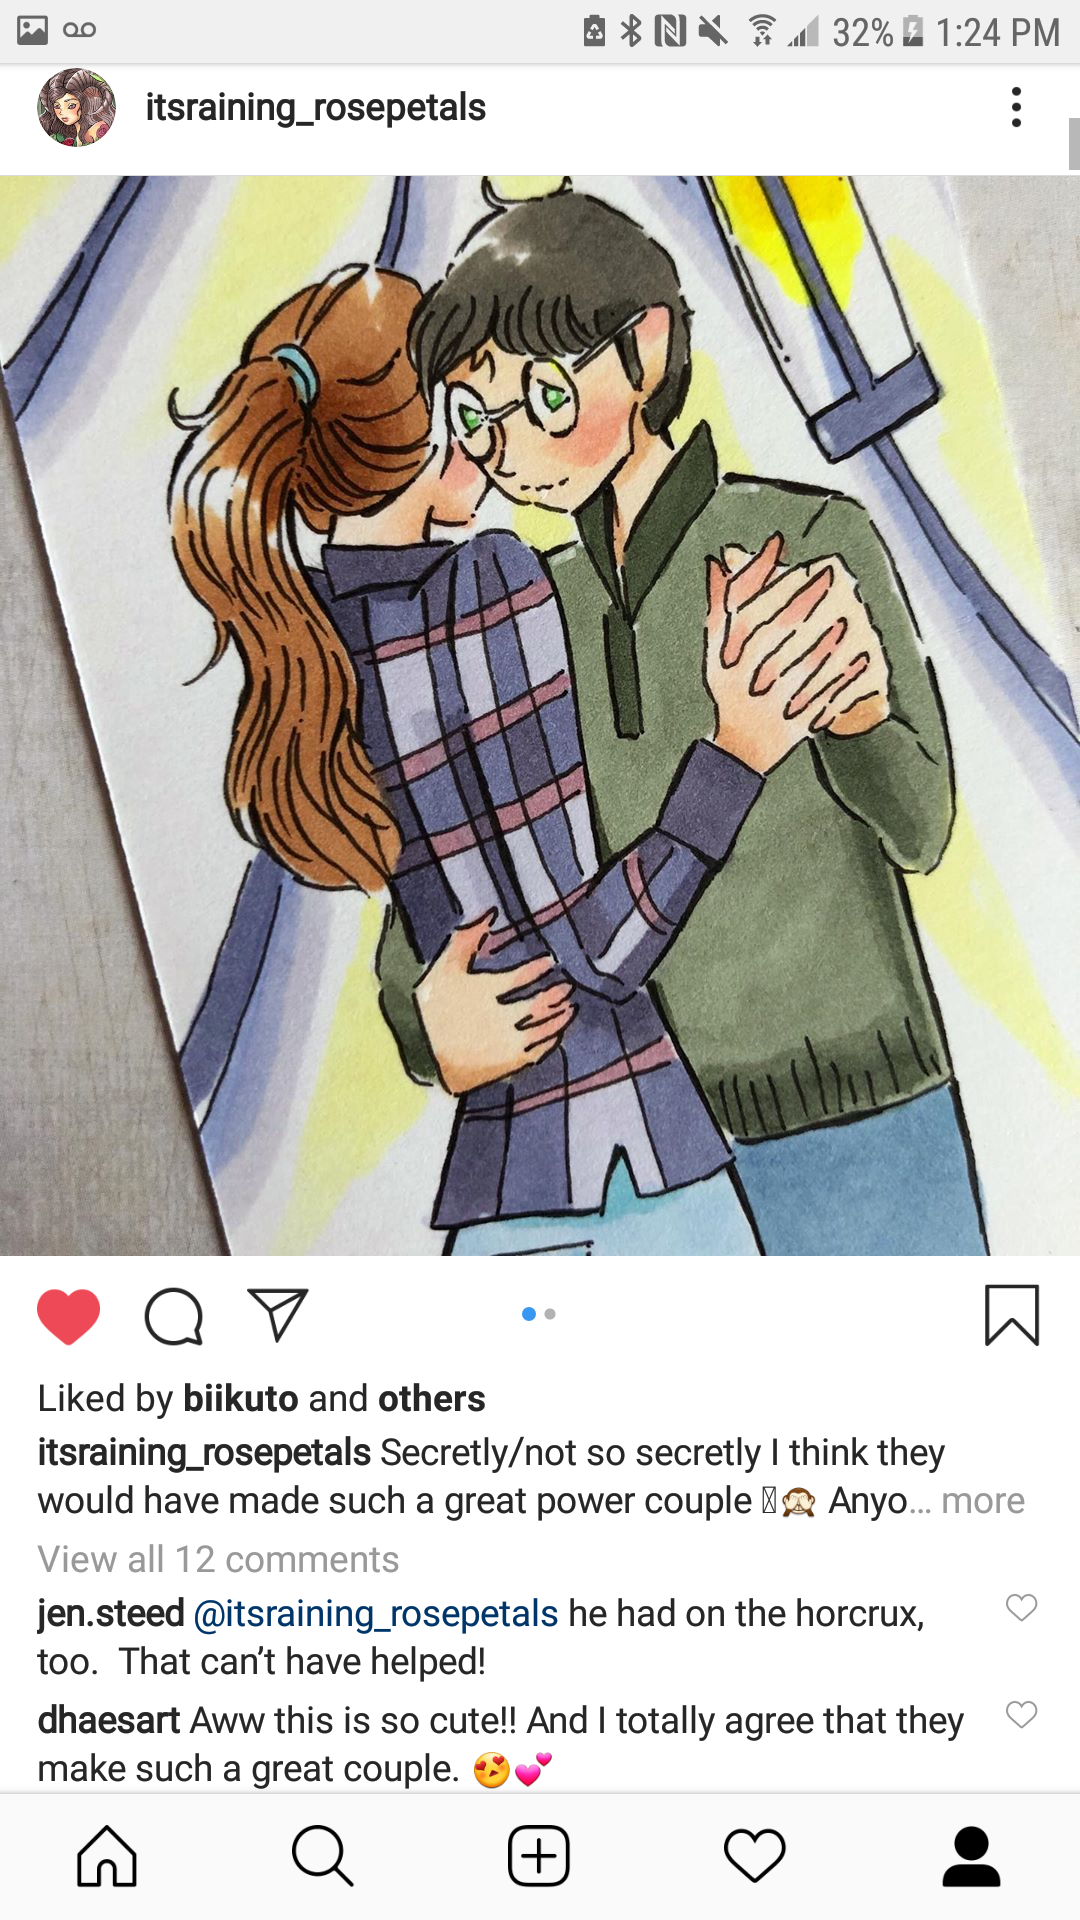 32% 1:24 PM
itsraining_rosepetals
Liked by biikuto and others
itsraining_rosepetals Secretly/not so secretly I think they
would have made such a great power couple 🙈 Anyo… more
View all 12 comments
jen.steed @itsraining_rosepetals he had on the horcrux,
too.  That can’t have helped!
dhaesart Aww this is so cute!! And I totally agree that they
make such a great couple. 😍💕